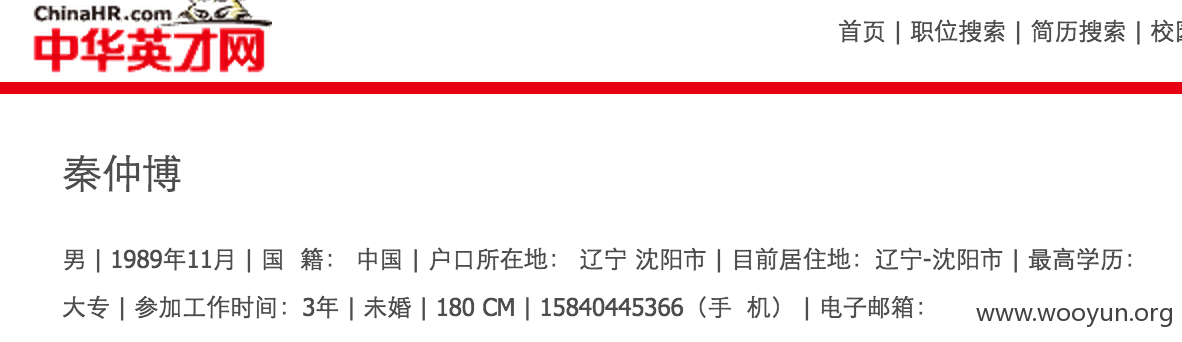 ChinaHR.com
中华英才网
首页 | 职位搜索 | 简历搜索 | 校
秦仲博
男 | 1989年11月 | 国 籍： 中国 | 户口所在地： 辽宁 沈阳市 | 目前居住地：辽宁-沈阳市 | 最高学历：
大专 | 参加工作时间：3年 | 未婚 | 180 CM | 15840445366（手 机） | 电子邮箱：
www.wooyun.org